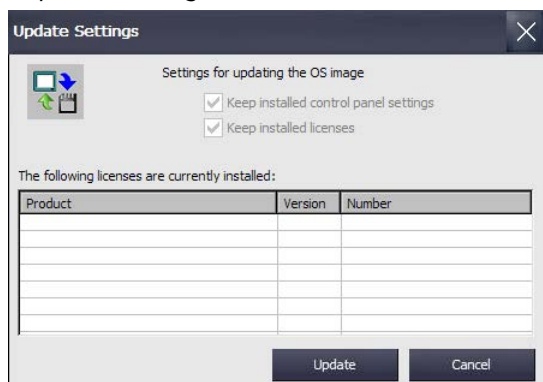 Update Settings
Settings for updating the OS image
Keep installed control panel settings
Keep installed licenses
The following licenses are currently installed:
Product Version Number
Update Cancel